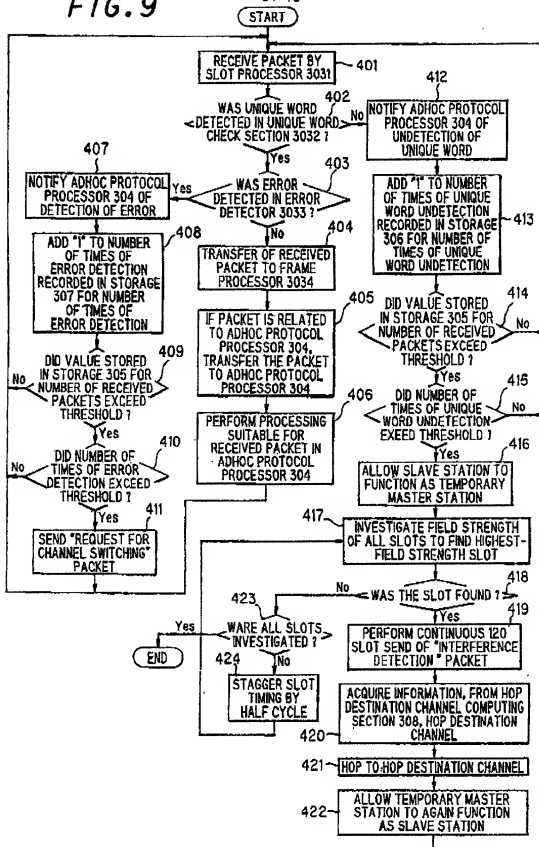 FIG.9
START
RECEIVE PACKET BY
SLOT PROCESSOR 3031
401
402
WAS UNIQUE WORD
DETECTED IN UNIQUE WORD
CHECK SECTION 3032 ?
No
Yes
403
WAS ERROR
DETECTED IN ERROR
DETECTOR 3033 ?
Yes
No
404
TRANSFER OF RECEIVED
PACKET TO FRAME
PROCESSOR 3034
405
IF PACKET IS RELATED
TO ADHOC PROTOCOL
PROCESSOR 304,
TRANSFER THE PACKET
TO ADHOC PROTOCOL
PROCESSOR 304
406
PERFORM PROCESSING
SUITABLE FOR
RECEIVED PACKET IN
ADHOC PROTOCOL
PROCESSOR 304
407
NOTIFY ADHOC PROTOCOL
PROCESSOR 304 OF
DETECTION OF ERROR
408
ADD "1" TO NUMBER
OF TIMES OF
ERROR DETECTION
RECORDED IN STORAGE
307 FOR NUMBER
OF TIMES OF
ERROR DETECTION
409
DID VALUE STORED
IN STORAGE 305 FOR
NUMBER OF RECEIVED
PACKETS EXCEED
THRESHOLD ?
No
Yes
410
DID NUMBER OF
TIMES OF ERROR
DETECTION EXCEED
THRESHOLD ?
No
Yes
411
SEND "REQUEST FOR
CHANNEL SWITCHING"
PACKET
412
NOTIFY ADHOC PROTOCOL
PROCESSOR 304 OF
UNDETECTION OF
UNIQUE WORD
413
ADD "1" TO NUMBER
OF TIMES OF UNIQUE
WORD UNDETECTION
RECORDED IN STORAGE
306 FOR NUMBER OF
TIMES OF UNIQUE
WORD UNDETECTION
414
DID VALUE STORED
IN STORAGE 305 FOR
NUMBER OF RECEIVED
PACKETS EXCEED
THRESHOLD ?
No
Yes
415
DID NUMBER OF
TIMES OF UNIQUE
WORD UNDETECTION
EXEED THRESHOLD ?
No
Yes
416
ALLOW SLAVE STATION TO
FUNCTION AS TEMPORARY
MASTER STATION
417
INVESTIGATE FIELD STRENGTH
OF ALL SLOTS TO FIND HIGHEST-
FIELD STRENGTH SLOT
418
WAS THE SLOT FOUND ?
No
Yes
419
PERFORM CONTINUOUS 120
SLOT SEND OF "INTERFERENCE
DETECTION" PACKET
ACQUIRE INFORMATION, FROM HOP
DESTINATION CHANNEL COMPUTING
SECTION 308, HOP DESTINATION
CHANNEL
420
421
HOP TO HOP DESTINATION CHANNEL
ALLOW TEMPORARY MASTER
STATION TO AGAIN FUNCTION
AS SLAVE STATION
422
423
WARE ALL SLOTS
INVESTIGATED ?
Yes
No
END
424
STAGGER SLOT
TIMING BY
HALF CYCLE